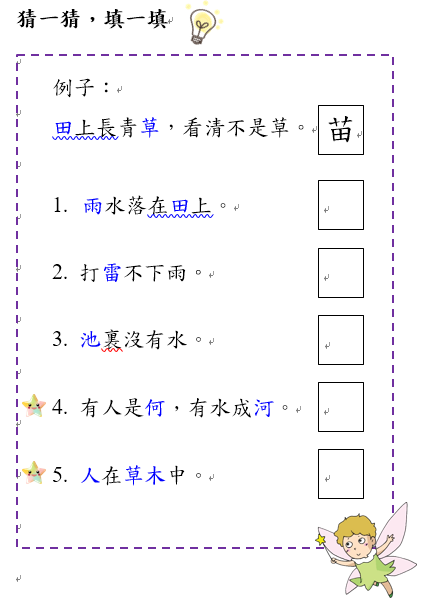 猜一猜，填一填
例子：
田上長青草，看清不是草。 苗
1. 雨水落在田上。
2. 打雷不下雨。
3. 池裏沒有水。
4. 有人是何，有水成河。
5. 人在草木中。